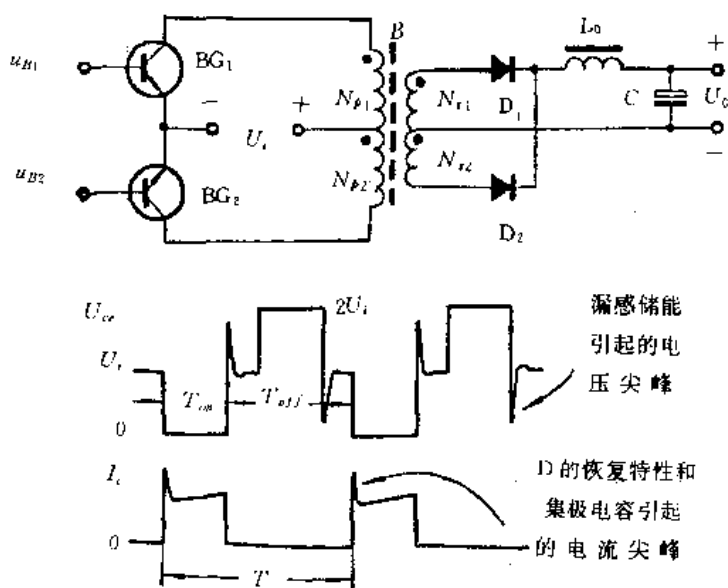 B
L₀
u_B1
BG₁
+
−
+
N_p1
N_s1
D₁
C
U₀
U_i
u_B2
BG₂
N_p2
N_s2
−
D₂
U_ce
2U_i
漏感储能
引起的电
压尖峰
U_i
T_on
T_off
0
I_c
D的恢复特性和
集极电容引起
的电流尖峰
0
T